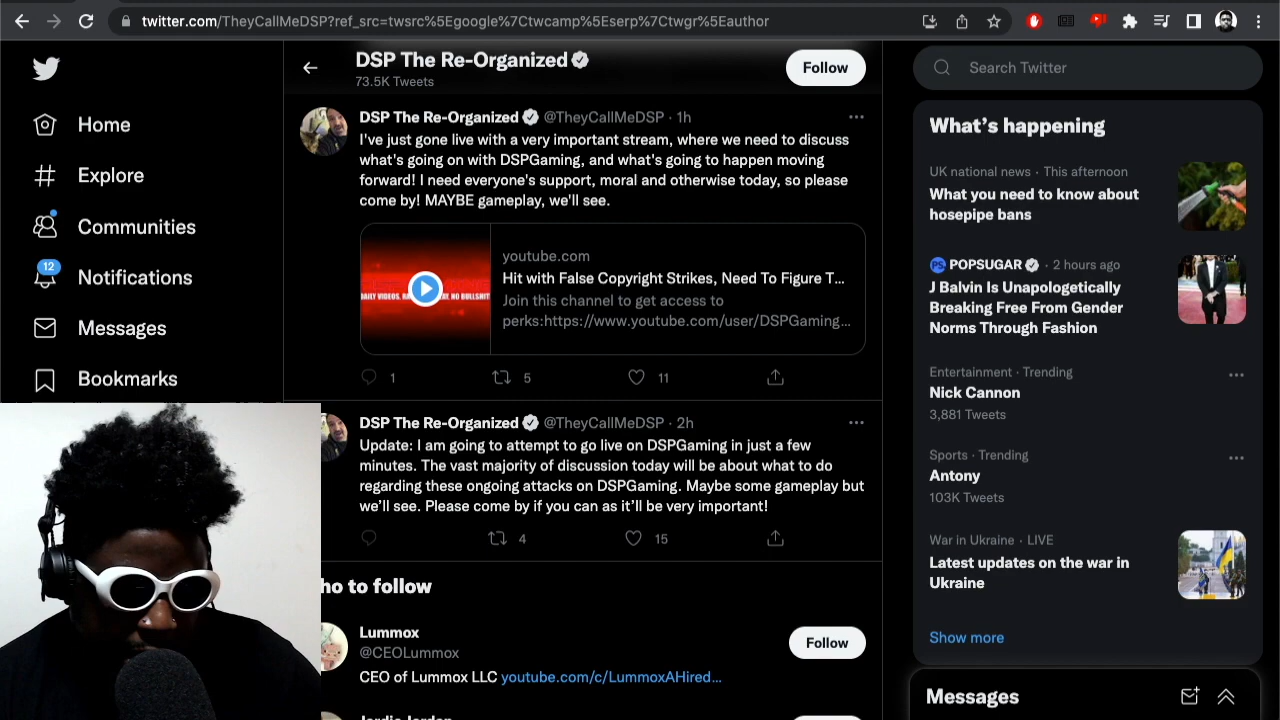 twitter.com/TheyCallMeDSP?ref_src=twsrc%5Egoogle%7Ctwcamp%5Eserp%7Ctwgr%5Eauthor
Home
Explore
Communities
12
Notifications
Messages
Bookmarks
DSP The Re-Organized
73.5K Tweets
Follow
DSP The Re-Organized @TheyCallMeDSP · 1h
I've just gone live with a very important stream, where we need to discuss
what's going on with DSPGaming, and what's going to happen moving
forward! I need everyone's support, moral and otherwise today, so please
come by! MAYBE gameplay, we'll see.
youtube.com
Hit with False Copyright Strikes, Need To Figure T...
Join this channel to get access to
perks:https://www.youtube.com/user/DSPGaming...
1
5
11
DSP The Re-Organized @TheyCallMeDSP · 2h
Update: I am going to attempt to go live on DSPGaming in just a few
minutes. The vast majority of discussion today will be about what to do
regarding these ongoing attacks on DSPGaming. Maybe some gameplay but
we'll see. Please come by if you can as it'll be very important!
4
15
ho to follow
Lummox
@CEOLummox
Follow
CEO of Lummox LLC youtube.com/c/LummoxAHired...
Search Twitter
What's happening
UK national news · This afternoon
What you need to know about
hosepipe bans
POPSUGAR · 2 hours ago
J Balvin Is Unapologetically
Breaking Free From Gender
Norms Through Fashion
Entertainment · Trending
Nick Cannon
3,881 Tweets
Sports · Trending
Antony
103K Tweets
War in Ukraine · LIVE
Latest updates on the war in
Ukraine
Show more
Messages